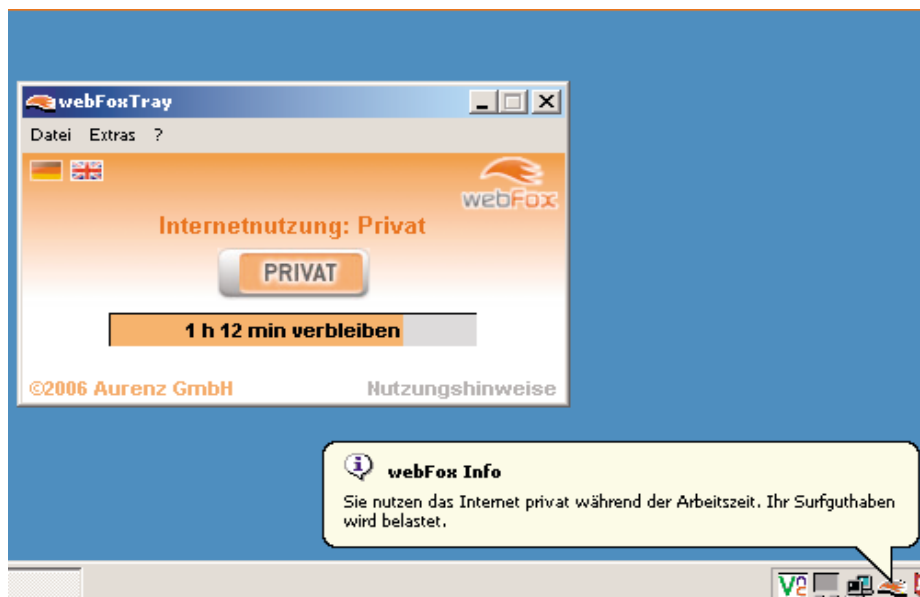 webFoxTray
Datei Extras ?
webFox
Internetnutzung: Privat
PRIVAT
1 h 12 min verbleiben
©2006 Aurenz GmbH Nutzungshinweise
webFox Info
Sie nutzen das Internet privat während der Arbeitszeit. Ihr Surfguthaben
wird belastet.